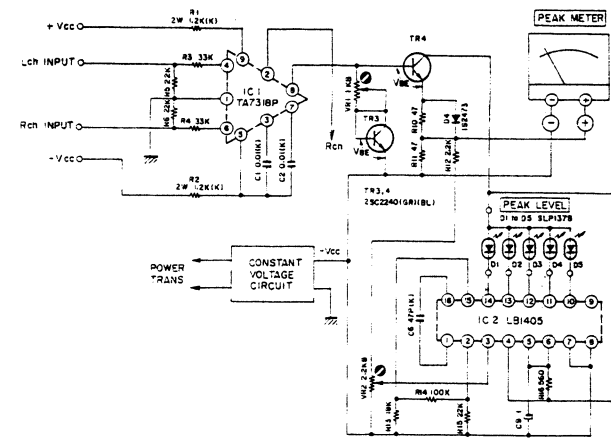 R1
2W 1.2K(K)
+Vcc
PEAK METER
TR4
Lch INPUT
R3 33K
IC1
TA7318P
R5 22K
R6 22K
Rch INPUT
R4 33K
9
2
4
8
1
7
6
5
3
VBE
VR1 1KB
TR3
VBE
R10 47
D4
1S2473
R11 47
R12 2.2K
Rch
C1 0.01(K)
C2 0.01(K)
-Vcc
R2
2W 1.2K(K)
TR3,4
2SC2240(GR)(BL)
PEAK LEVEL
D1 to D5 SLP137B
D1
D2
D3
D4
D5
-Vcc
POWER
TRANS
CONSTANT
VOLTAGE
CIRCUIT
C6 47P(K)
16
15
14
13
12
11
10
9
IC2 LB1405
1
2
3
4
5
6
7
8
VR2 2.2KB
R14 100K
R13 18K
R15 22K
C9 1
R16 560